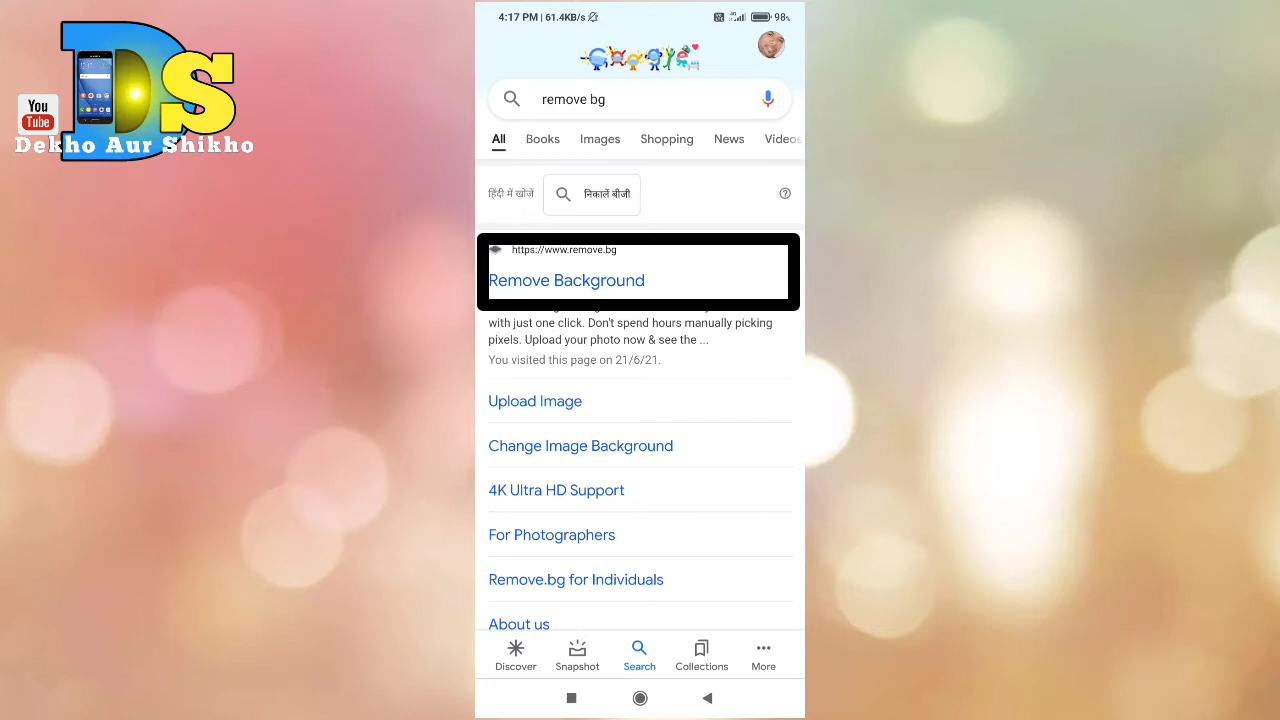 DS
You
Tube
Dekho Aur Shikho
4:17 PM | 61.4KB/s
98%
Google
remove bg
All Books Images Shopping News Videos
हिंदी में खोजें निकालें बीजी
https://www.remove.bg
Remove Background
with just one click. Don't spend hours manually picking
pixels. Upload your photo now & see the ...
You visited this page on 21/6/21.
Upload Image
Change Image Background
4K Ultra HD Support
For Photographers
Remove.bg for Individuals
About us
Discover Snapshot Search Collections More